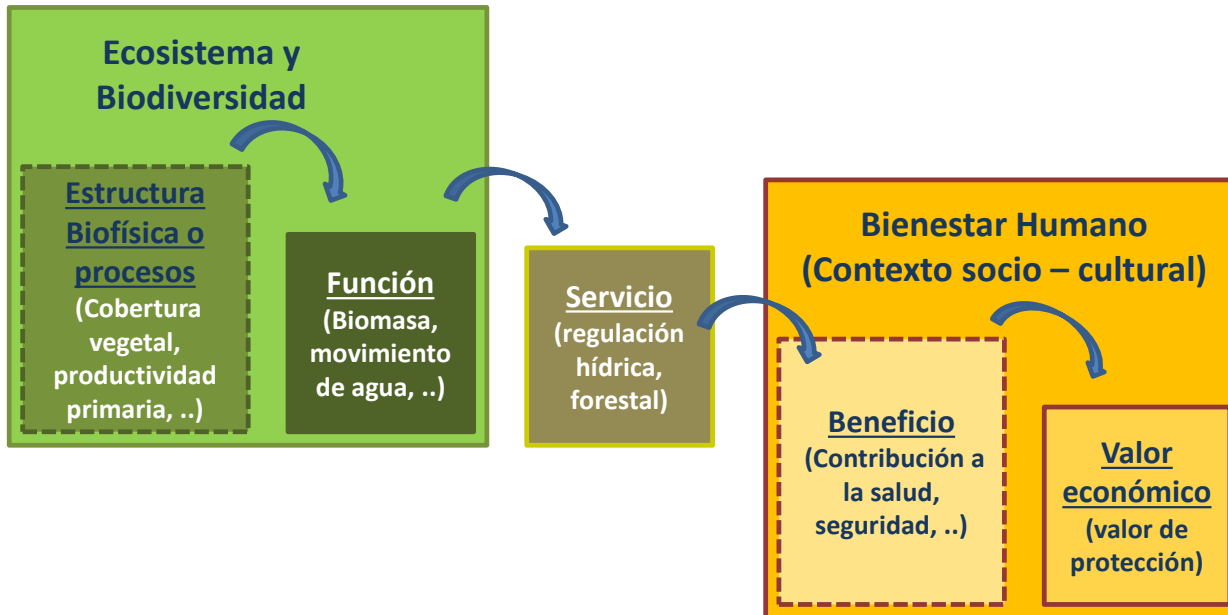 Ecosistema y
Biodiversidad
Estructura
Biofísica o
procesos
(Cobertura
vegetal,
productividad
primaria, ..)
Función
(Biomasa,
movimiento
de agua, ..)
Servicio
(regulación
hídrica,
forestal)
Bienestar Humano
(Contexto socio – cultural)
Beneficio
(Contribución a
la salud,
seguridad, ..)
Valor
económico
(valor de
protección)